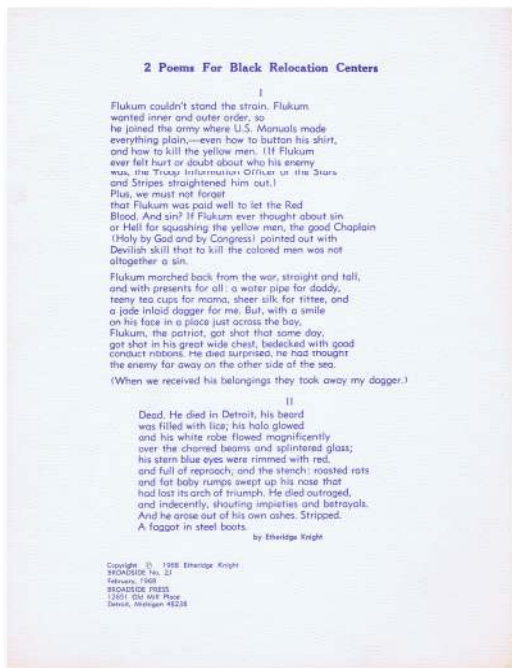 2 Poems For Black Relocation Centers
I
Flukum couldn't stand the strain. Flukum
wanted inner and outer order, so
he joined the army where U.S. Manuals made
everything plain,—even how to button his shirt,
and how to kill the yellow men. (If Flukum
ever felt hurt or doubt about who his enemy
was, the Troop Information Officer or the Stars
and Stripes straightened him out.)
Plus, we must not forget
that Flukum was paid well to let the Red
Blood. And sin? If Flukum ever thought about sin
or Hell for squashing the yellow men, the good Chaplain
(Holy by God and by Congress) pointed out with
Devilish skill that to kill the colored men was not
altogether a sin.
Flukum marched back from the war, straight and tall,
and with presents for all: a water pipe for daddy,
teeny tea cups for mama, sheer silk for tittee, and
a jade inlaid dagger for me. But, with a smile
on his face in a place just across the bay,
Flukum, the patriot, got shot that same day,
got shot in his great wide chest, bedecked with good
conduct ribbons. He died surprised, he had thought
the enemy far away on the other side of the sea.
(When we received his belongings they took away my dagger.)
II
Dead. He died in Detroit, his beard
was filled with lice; his halo glowed
and his white robe flowed magnificently
over the charred beams and splintered glass;
his stern blue eyes were rimmed with red,
and full of reproach; and the stench: roasted rats
and fat baby rumps swept up his nose that
had lost its arch of triumph. He died outraged,
and indecently, shouting impieties and betrayals.
And he arose out of his own ashes. Stripped.
A faggot in steel boots.
by Etheridge Knight
Copyright © 1968 Etheridge Knight
BROADSIDE No. 21
February, 1968
BROADSIDE PRESS
12651 Old Mill Place
Detroit, Michigan 48238